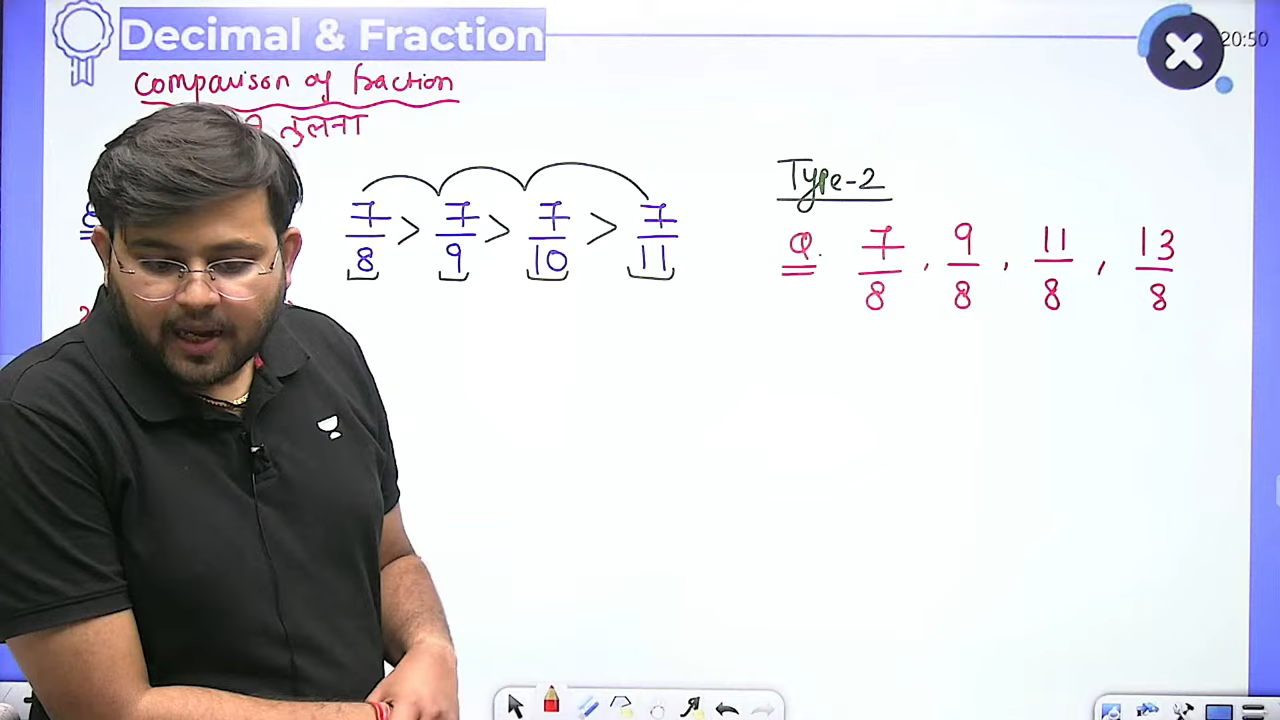 Decimal & Fraction
20:50
Comparison of fraction
तुलना
7/8 > 7/9 > 7/10 > 7/11
Type-2
Q. 7/8, 9/8, 11/8, 13/8